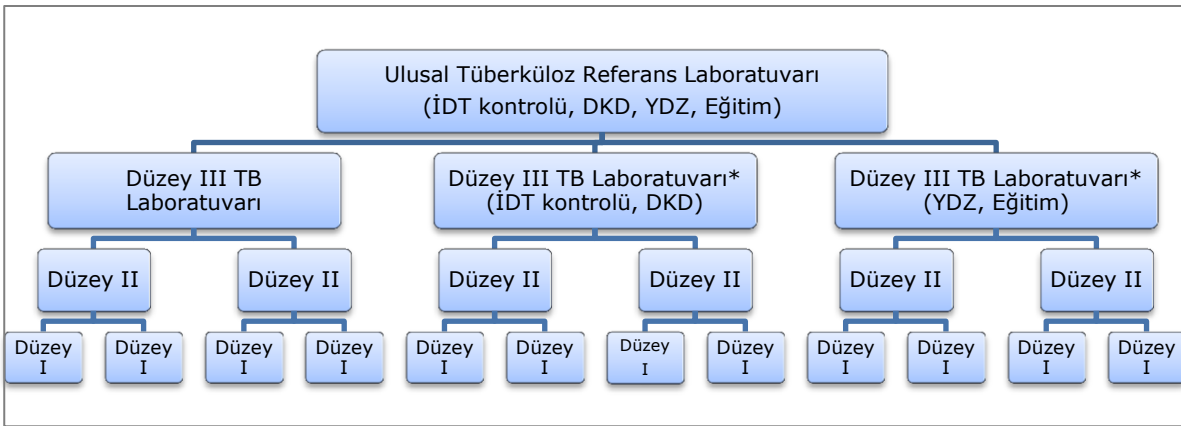 Ulusal Tüberküloz Referans Laboratuvarı
(İDT kontrolü, DKD, YDZ, Eğitim)
Düzey III TB
Laboratuvarı
Düzey III TB Laboratuvarı*
(İDT kontrolü, DKD)
Düzey III TB Laboratuvarı*
(YDZ, Eğitim)
Düzey II
Düzey II
Düzey II
Düzey II
Düzey II
Düzey II
Düzey
I
Düzey
I
Düzey
I
Düzey
I
Düzey
I
Düzey
I
Düzey
I
Düzey
I
Düzey
I
Düzey
I
Düzey
I
Düzey
I